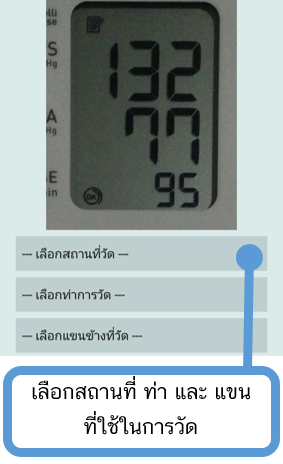 elli
se
S
Hg
132
A
Hg
77
E
in
95
OK
--- เลือกสถานที่วัด ---
--- เลือกท่าการวัด ---
--- เลือกแขนข้างที่วัด ---
เลือกสถานที่ ท่า และ แขน
ที่ใช้ในการวัด